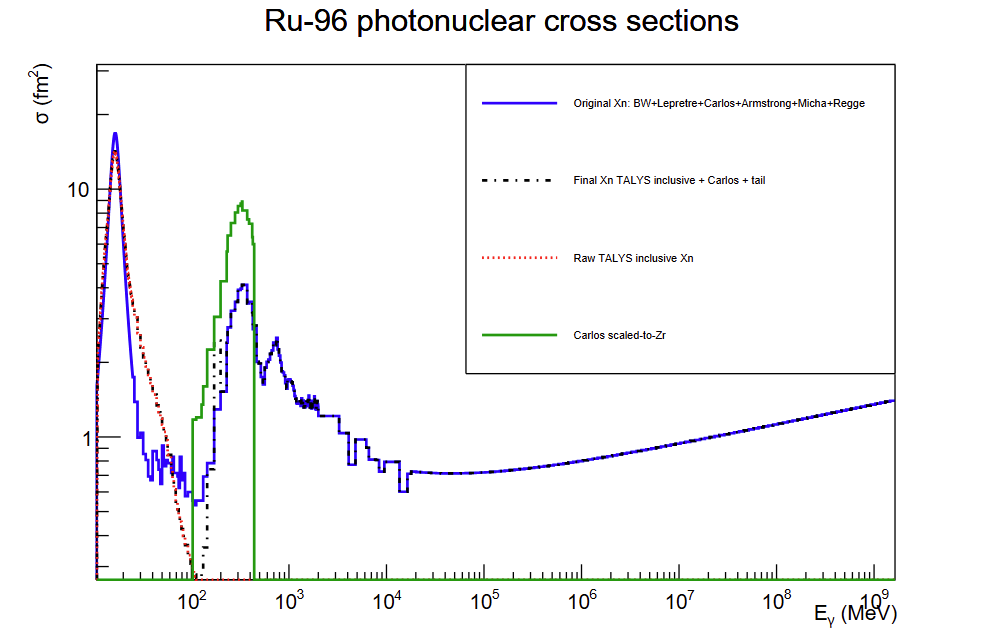 Ru-96 photonuclear cross sections
σ (fm²)
Original Xn: BW+Lepretre+Carlos+Armstrong+Micha+Regge
Final Xn TALYS inclusive + Carlos + tail
Raw TALYS inclusive Xn
Carlos scaled-to-Zr
10
1
10² 10³ 10⁴ 10⁵ 10⁶ 10⁷ 10⁸ 10⁹
Eγ (MeV)